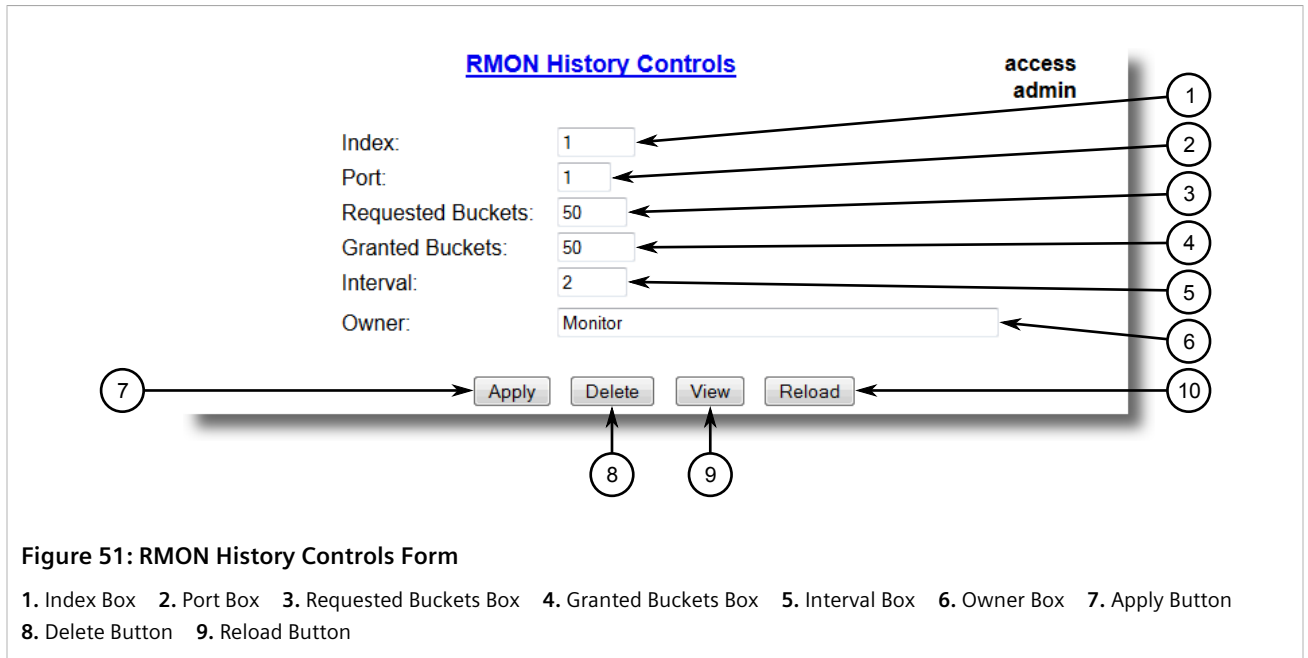 RMON History Controls
access
admin
1
Index: 1
2
Port: 1
3
Requested Buckets: 50
4
Granted Buckets: 50
5
Interval: 2
6
Owner: Monitor
7
Apply Delete View Reload
10
8 9
Figure 51: RMON History Controls Form
1. Index Box 2. Port Box 3. Requested Buckets Box 4. Granted Buckets Box 5. Interval Box 6. Owner Box 7. Apply Button
8. Delete Button 9. Reload Button